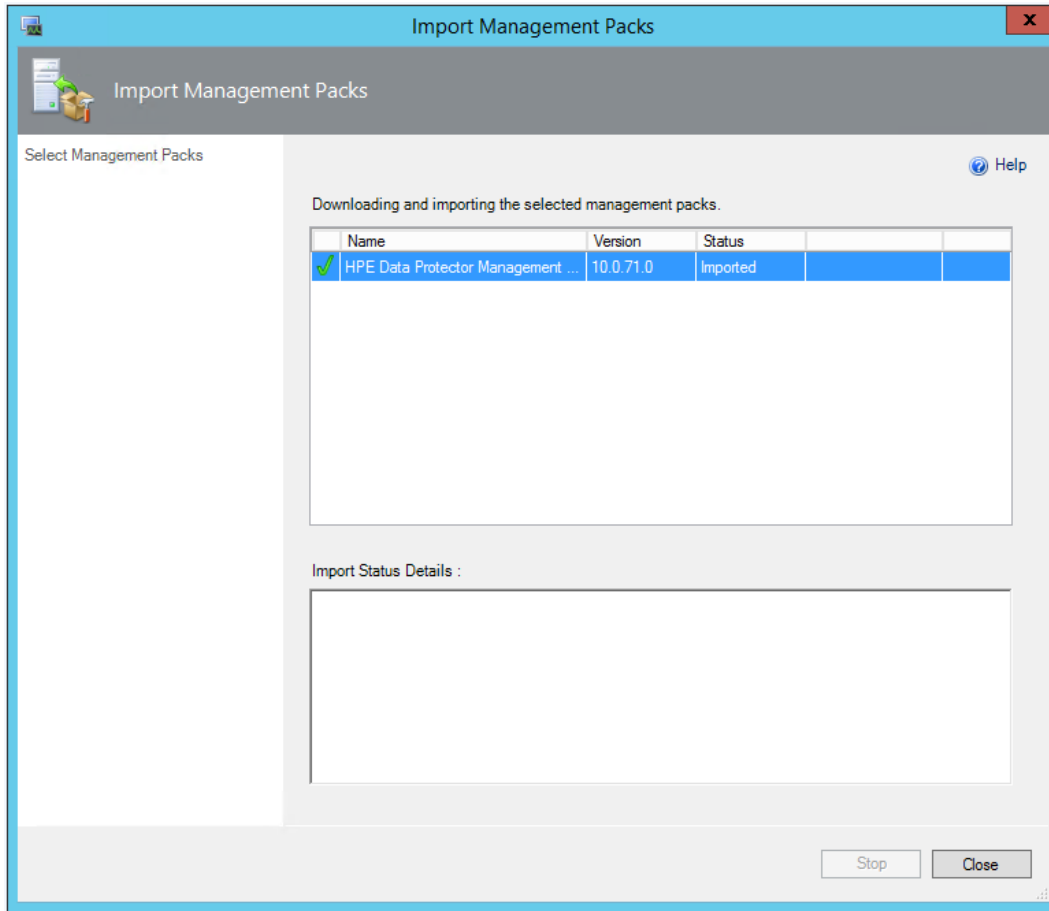 Import Management Packs
x
Import Management Packs
Select Management Packs
Help
Downloading and importing the selected management packs.
Name Version Status
HPE Data Protector Management ... 10.0.71.0 Imported
Import Status Details :
Stop Close